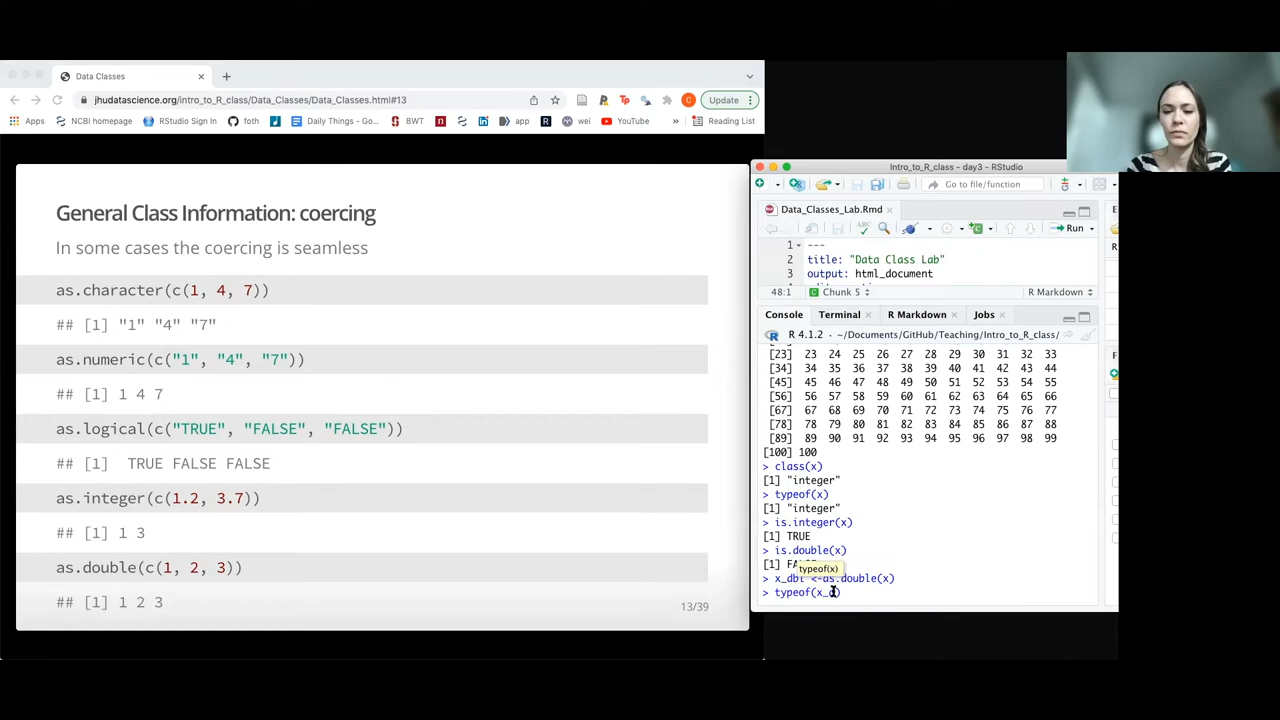 Data Classes
jhudatascience.org/intro_to_R_class/Data_Classes/Data_Classes.html#13
Update
Apps NCBI homepage RStudio Sign In foth Daily Things - Go... BWT app wei YouTube » Reading List
General Class Information: coercing
In some cases the coercing is seamless
as.character(c(1, 4, 7))
## [1] "1" "4" "7"
as.numeric(c("1", "4", "7"))
## [1] 1 4 7
as.logical(c("TRUE", "FALSE", "FALSE"))
## [1] TRUE FALSE FALSE
as.integer(c(1.2, 3.7))
## [1] 1 3
as.double(c(1, 2, 3))
## [1] 1 2 3
13/39
Intro_to_R_class - day3 - RStudio
Go to file/function
Data_Classes_Lab.Rmd
Run
1 ---
2 title: "Data Class Lab"
3 output: html_document
48:1 Chunk 5 R Markdown
Console Terminal R Markdown Jobs
R 4.1.2 · ~/Documents/GitHub/Teaching/Intro_to_R_class/
[23] 23 24 25 26 27 28 29 30 31 32 33
[34] 34 35 36 37 38 39 40 41 42 43 44
[45] 45 46 47 48 49 50 51 52 53 54 55
[56] 56 57 58 59 60 61 62 63 64 65 66
[67] 67 68 69 70 71 72 73 74 75 76 77
[78] 78 79 80 81 82 83 84 85 86 87 88
[89] 89 90 91 92 93 94 95 96 97 98 99
[100] 100
> class(x)
[1] "integer"
> typeof(x)
[1] "integer"
> is.integer(x)
[1] TRUE
> is.double(x)
[1]
typeof(x)
> x_dbl <-as.double(x)
> typeof(x_d)